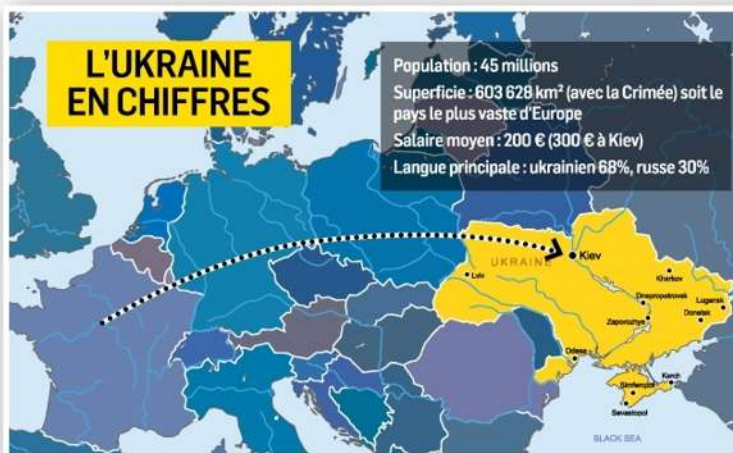 L'UKRAINE
EN CHIFFRES
Population : 45 millions
Superficie : 603 628 km² (avec la Crimée) soit le
pays le plus vaste d'Europe
Salaire moyen : 200 € (300 € à Kiev)
Langue principale : ukrainien 68%, russe 30%
UKRAINE
Kiev
Lviv
Kharkov
Dnepropetrovsk
Lugansk
Donetsk
Zaporozhye
Odesa
Kerch
Simferopol
Sevastopol
BLACK SEA